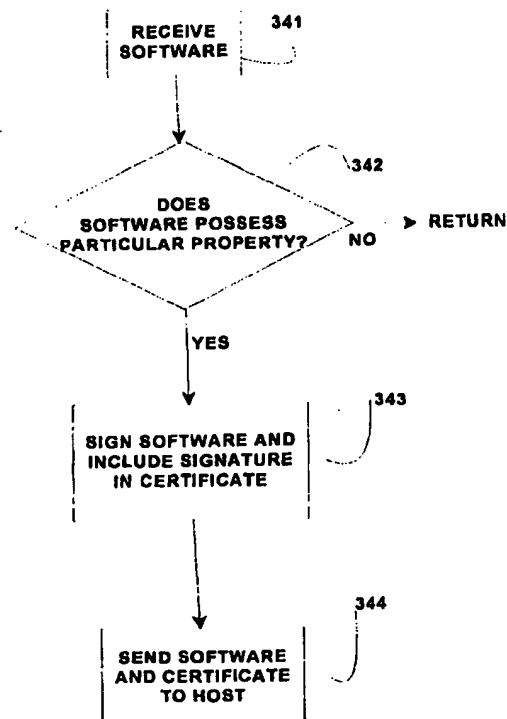 RECEIVE
SOFTWARE
341
342
DOES
SOFTWARE POSSESS
PARTICULAR PROPERTY?
NO
RETURN
YES
343
SIGN SOFTWARE AND
INCLUDE SIGNATURE
IN CERTIFICATE
344
SEND SOFTWARE
AND CERTIFICATE
TO HOST